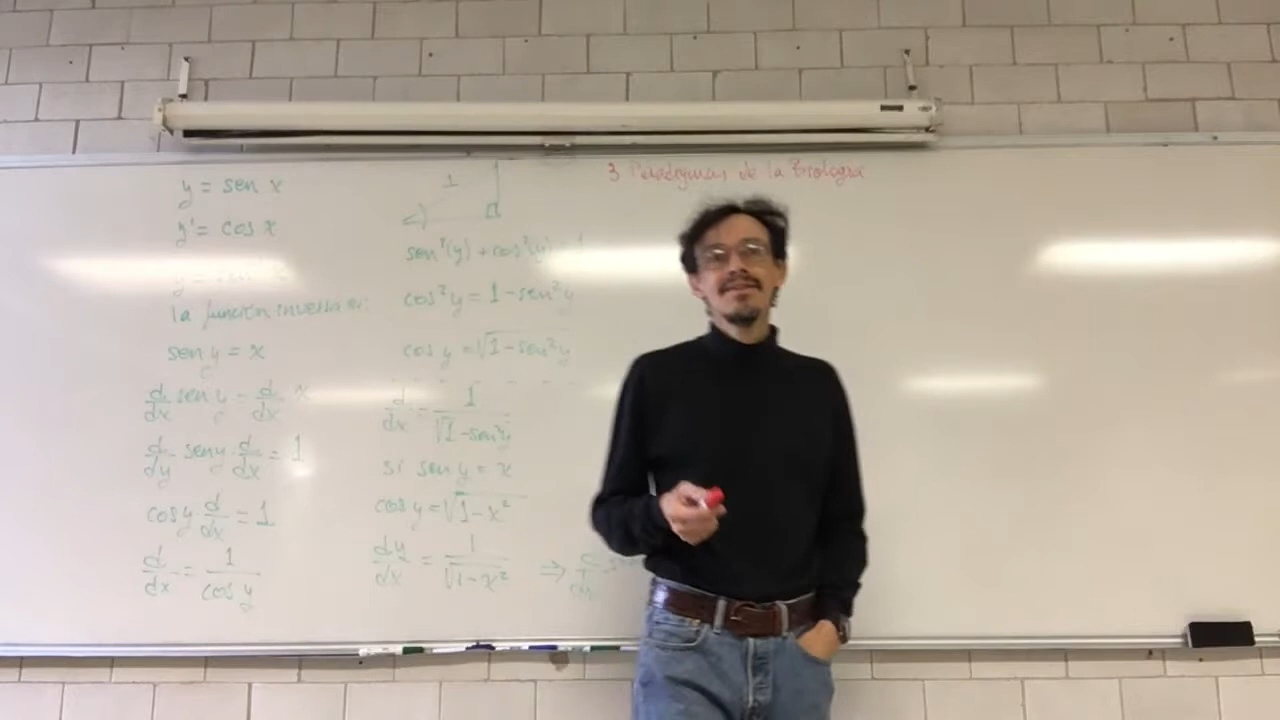 y = sen x
y' = cos x
la función inversa es:
sen y = x
d/dx sen y = d/dx x
d/dy sen y · d/dx = 1
cos y d/dx = 1
d/dx = 1/cos y
1
sen²(y) + cos²(y)
cos²y = 1 - sen²y
cos y = √1 - sen²y
d/dx = 1/√1 - sen²y
si sen y = x
cos y = √1 - x²
dy/dx = 1/√1 - x² ⇒
3 Paradigmas de la Biología